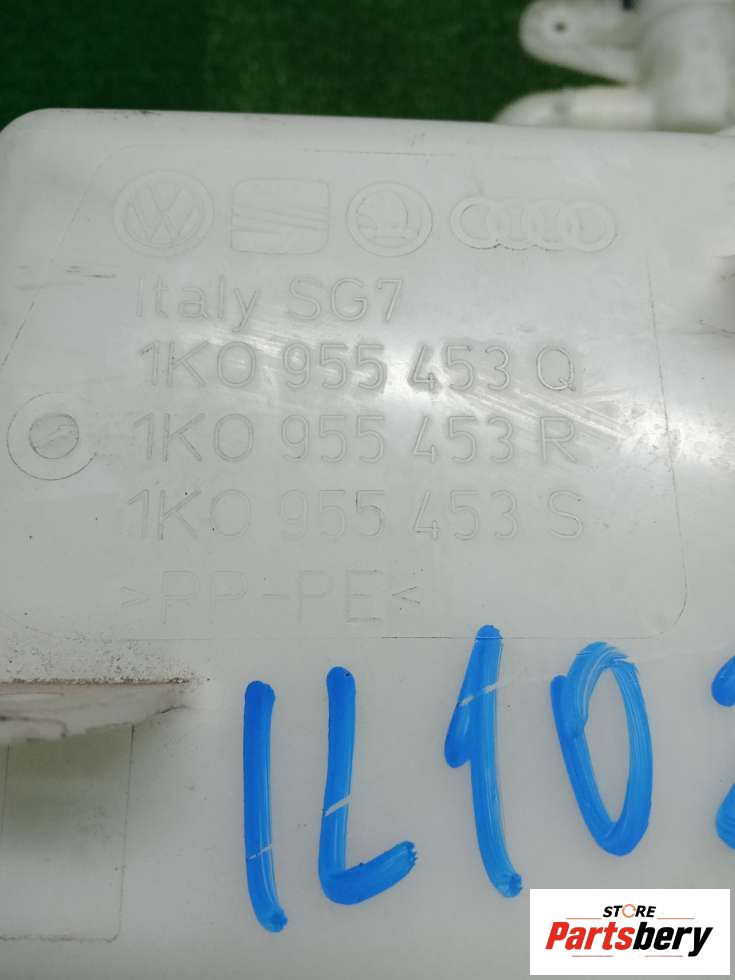 Italy SG7
1K0 955 453 Q
1K0 955 453 R
1K0 955 453 S
>PP-PE<
IL10
STORE
Partsbery